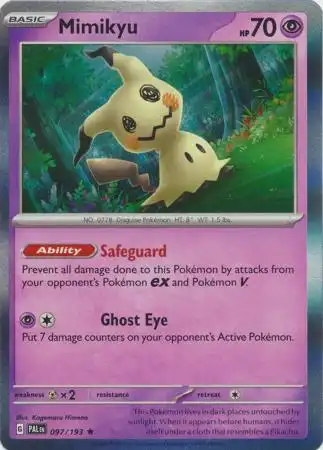 BASIC
Mimikyu
HP 70
NO. 0778 Disguise Pokémon HT: 8" WT: 1.5 lbs.
Ability Safeguard
Prevent all damage done to this Pokémon by attacks from
your opponent's Pokémon ex and Pokémon V.
Ghost Eye
Put 7 damage counters on your opponent's Active Pokémon.
weakness ×2 resistance retreat
Illus. Kagemaru Himeno
G PAL EN 097/193 ★
This Pokémon lives in dark places untouched by
sunlight. When it appears before humans, it hides
itself under a cloth that resembles a Pikachu.